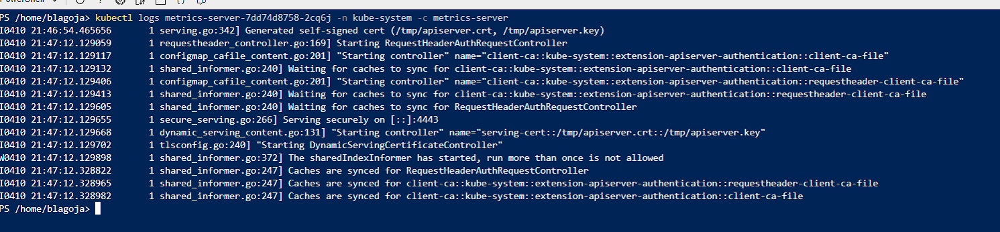 PS /home/blagoja> kubectl logs metrics-server-7dd74d8758-2cq6j -n kube-system -c metrics-server
I0410 21:46:54.465656       1 serving.go:342] Generated self-signed cert (/tmp/apiserver.crt, /tmp/apiserver.key)
I0410 21:47:12.129059       1 requestheader_controller.go:169] Starting RequestHeaderAuthRequestController
I0410 21:47:12.129117       1 configmap_cafile_content.go:201] "Starting controller" name="client-ca::kube-system::extension-apiserver-authentication::client-ca-file"
I0410 21:47:12.129132       1 shared_informer.go:240] Waiting for caches to sync for client-ca::kube-system::extension-apiserver-authentication::client-ca-file
I0410 21:47:12.129406       1 configmap_cafile_content.go:201] "Starting controller" name="client-ca::kube-system::extension-apiserver-authentication::requestheader-client-ca-file"
I0410 21:47:12.129413       1 shared_informer.go:240] Waiting for caches to sync for client-ca::kube-system::extension-apiserver-authentication::requestheader-client-ca-file
I0410 21:47:12.129605       1 shared_informer.go:240] Waiting for caches to sync for RequestHeaderAuthRequestController
I0410 21:47:12.129655       1 secure_serving.go:266] Serving securely on [::]:4443
I0410 21:47:12.129668       1 dynamic_serving_content.go:131] "Starting controller" name="serving-cert::/tmp/apiserver.crt::/tmp/apiserver.key"
I0410 21:47:12.129702       1 tlsconfig.go:240] "Starting DynamicServingCertificateController"
W0410 21:47:12.129898       1 shared_informer.go:372] The sharedIndexInformer has started, run more than once is not allowed
I0410 21:47:12.328822       1 shared_informer.go:247] Caches are synced for RequestHeaderAuthRequestController
I0410 21:47:12.328965       1 shared_informer.go:247] Caches are synced for client-ca::kube-system::extension-apiserver-authentication::requestheader-client-ca-file
I0410 21:47:12.328982       1 shared_informer.go:247] Caches are synced for client-ca::kube-system::extension-apiserver-authentication::client-ca-file
PS /home/blagoja>